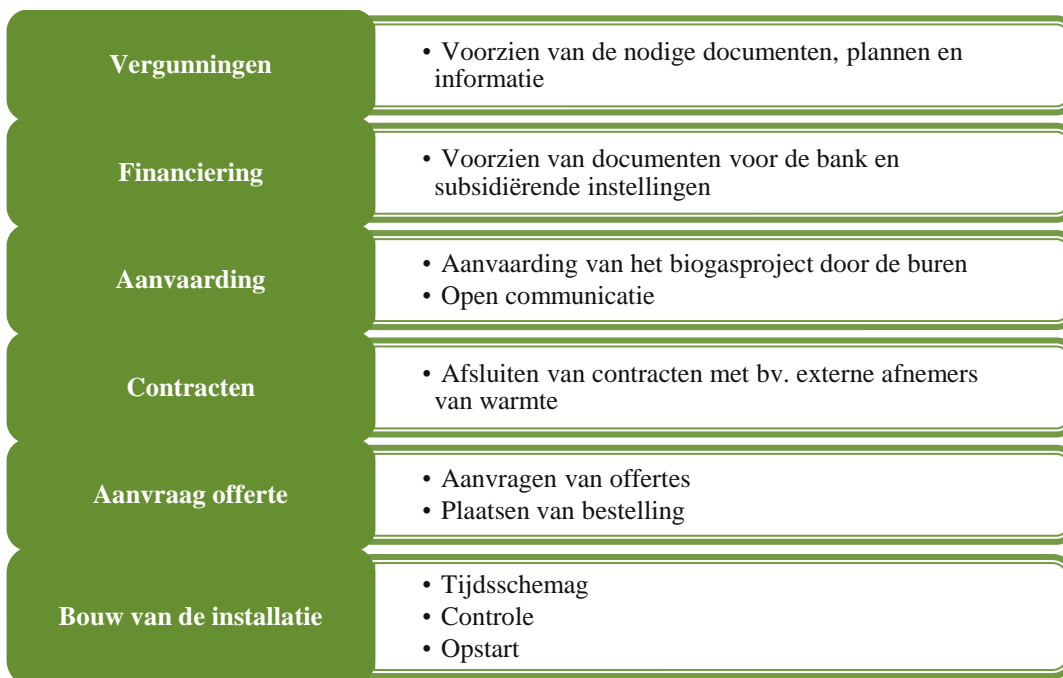 Vergunningen
• Voorzien van de nodige documenten, plannen en
informatie
Financiering
• Voorzien van documenten voor de bank en
subsidiërende instellingen
Aanvaarding
• Aanvaarding van het biogasproject door de buren
• Open communicatie
Contracten
• Afsluiten van contracten met bv. externe afnemers
van warmte
Aanvraag offerte
• Aanvragen van offertes
• Plaatsen van bestelling
Bouw van de installatie
• Tijdsschemag
• Controle
• Opstart